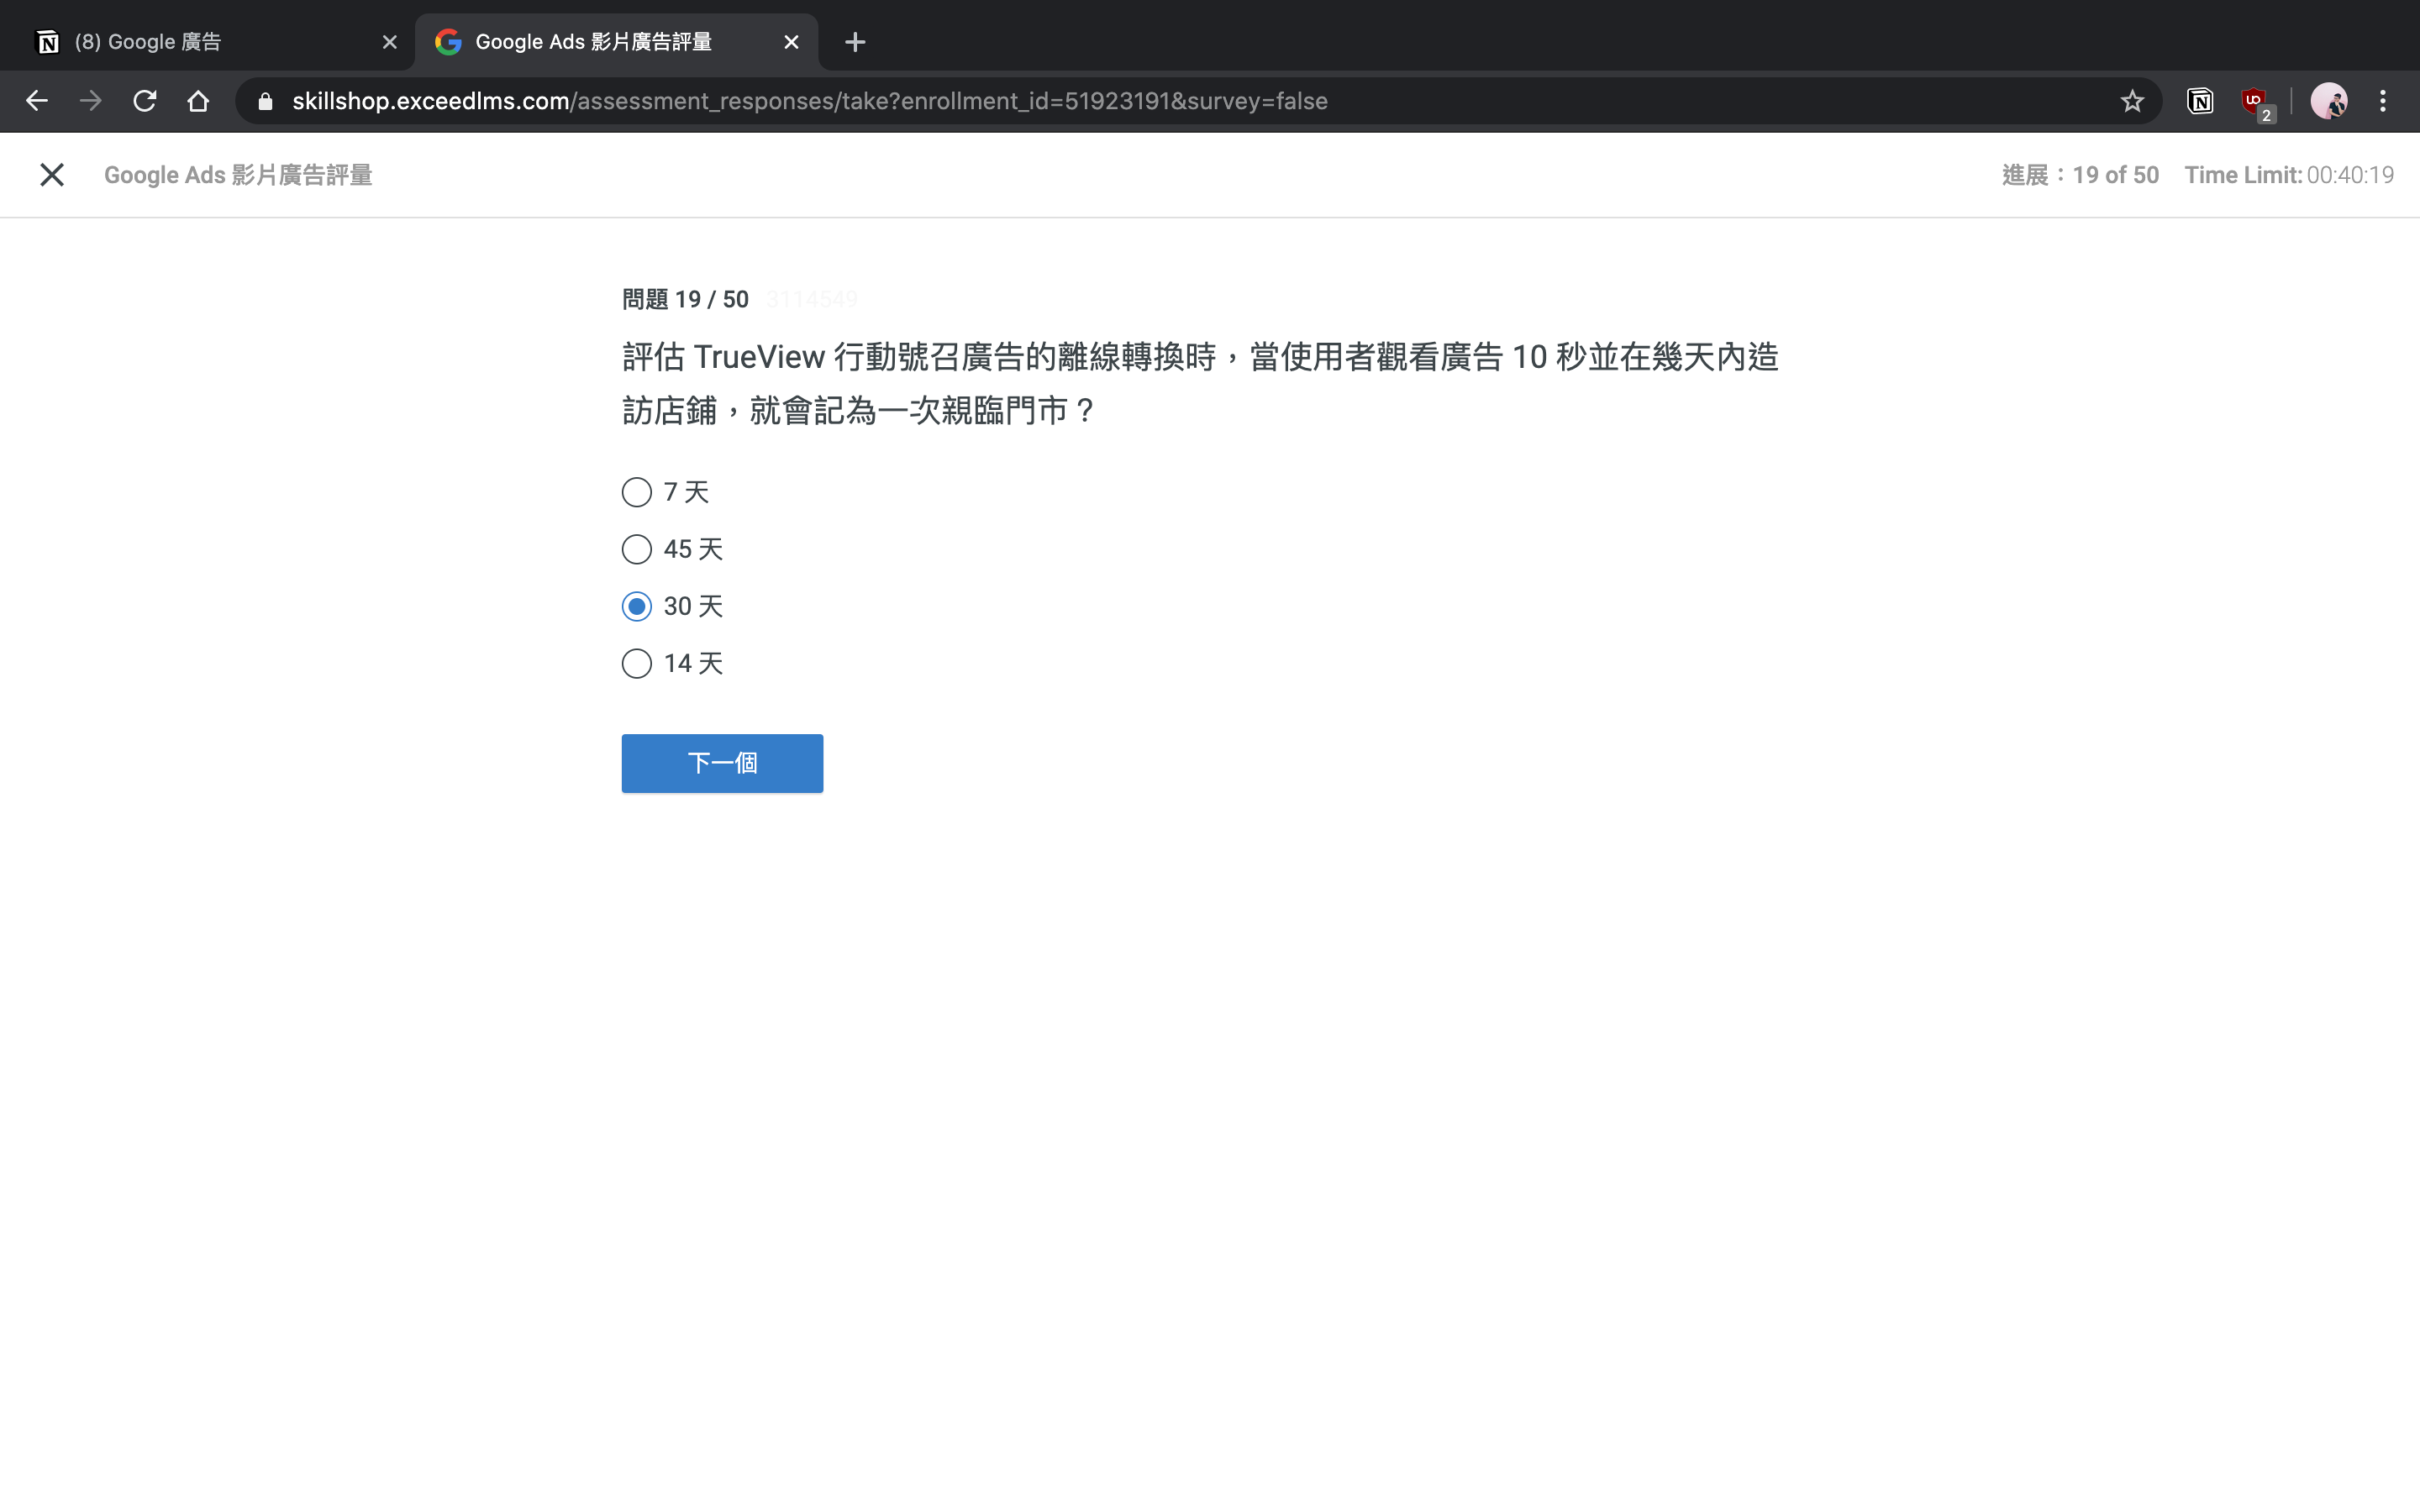 (8) Google 廣告
Google Ads 影片廣告評量
skillshop.exceedlms.com/assessment_responses/take?enrollment_id=51923191&survey=false
2
Google Ads 影片廣告評量
進展：19 of 50 Time Limit: 00:40:19
問題 19 / 50 3114549
評估 TrueView 行動號召廣告的離線轉換時，當使用者觀看廣告 10 秒並在幾天內造
訪店鋪，就會記為一次親臨門市？
7 天
45 天
30 天
14 天
下一個